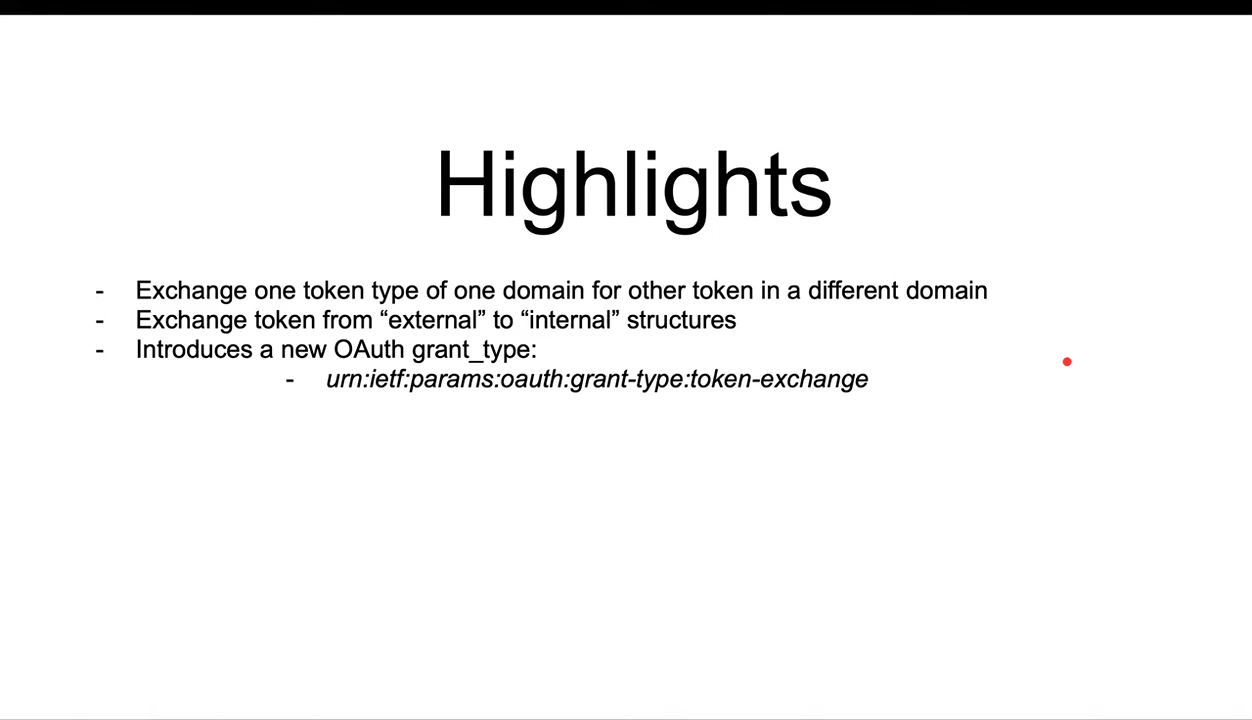 Highlights
- Exchange one token type of one domain for other token in a different domain
- Exchange token from “external” to “internal” structures
- Introduces a new OAuth grant_type:
- urn:ietf:params:oauth:grant-type:token-exchange